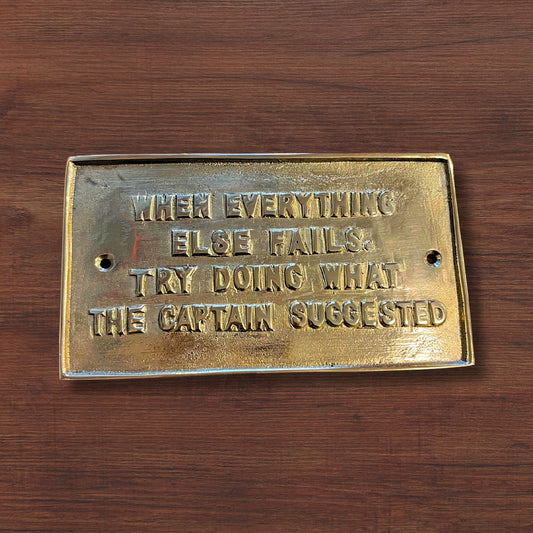 WHEN EVERYTHING
ELSE FAILS.
TRY DOING WHAT
THE CAPTAIN SUGGESTED